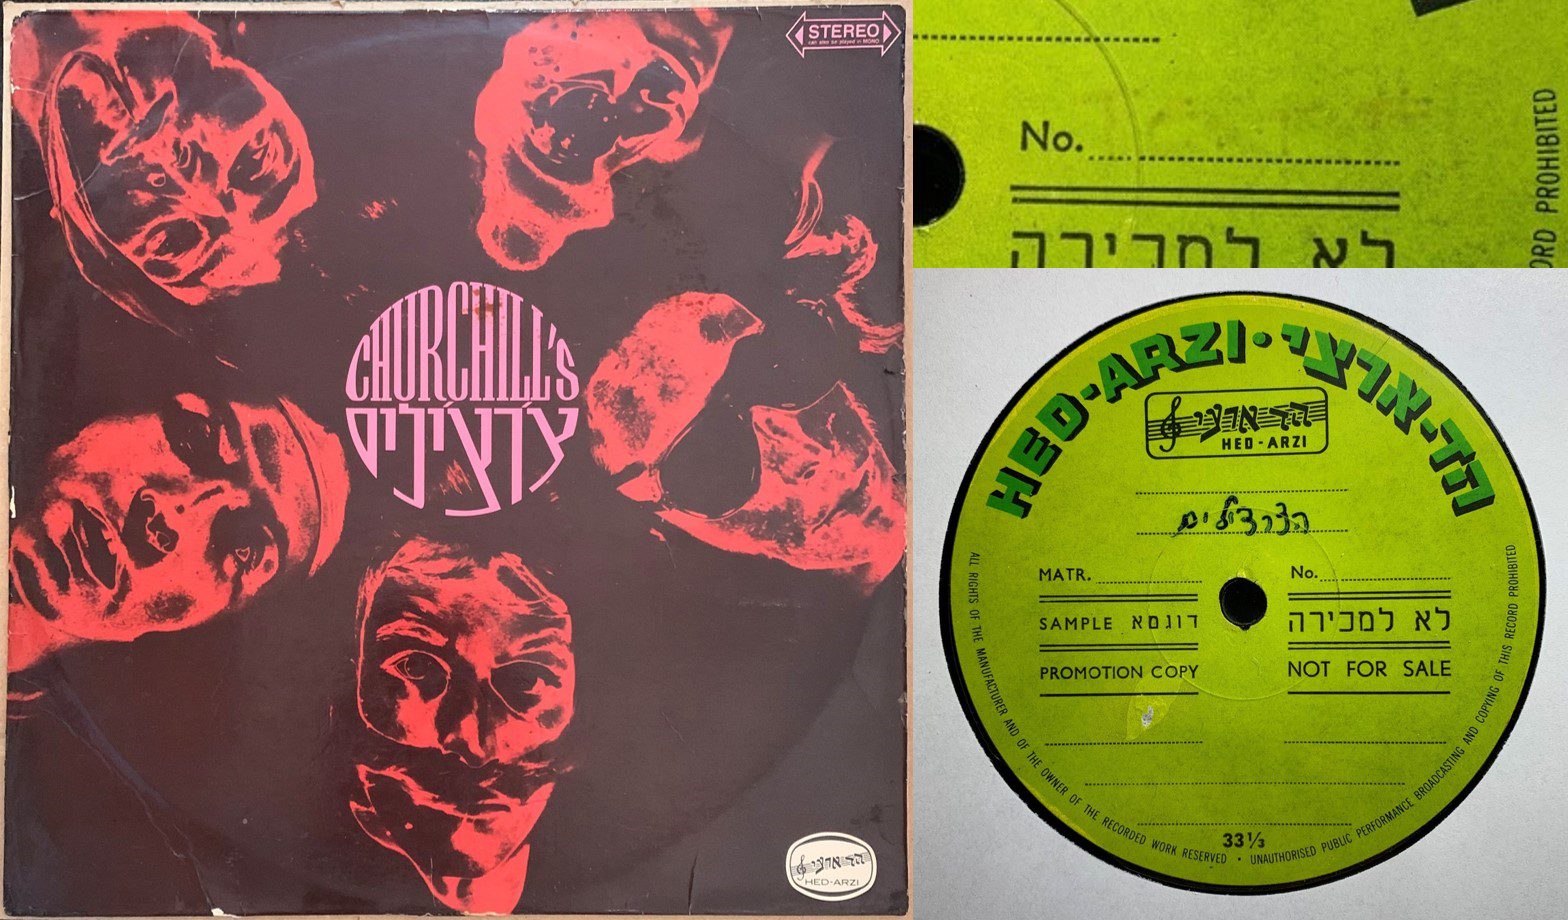 STEREO
can also be played in MONO
CHURCHILL's
צ'רצ'ילים
הד ארצי
HED-ARZI
No.
לא למכירה
ORD PROHIBITED
HED-ARZI • הד-ארצי
הד ארצי
HED-ARZI
הצרצילים
MATR. No.
SAMPLE דוגמא לא למכירה
PROMOTION COPY NOT FOR SALE
33⅓
ALL RIGHTS OF THE MANUFACTURER AND OF THE OWNER OF THE RECORDED WORK RESERVED • UNAUTHORISED PUBLIC PERFORMANCE BROADCASTING AND COPYING OF THIS RECORD PROHIBITED